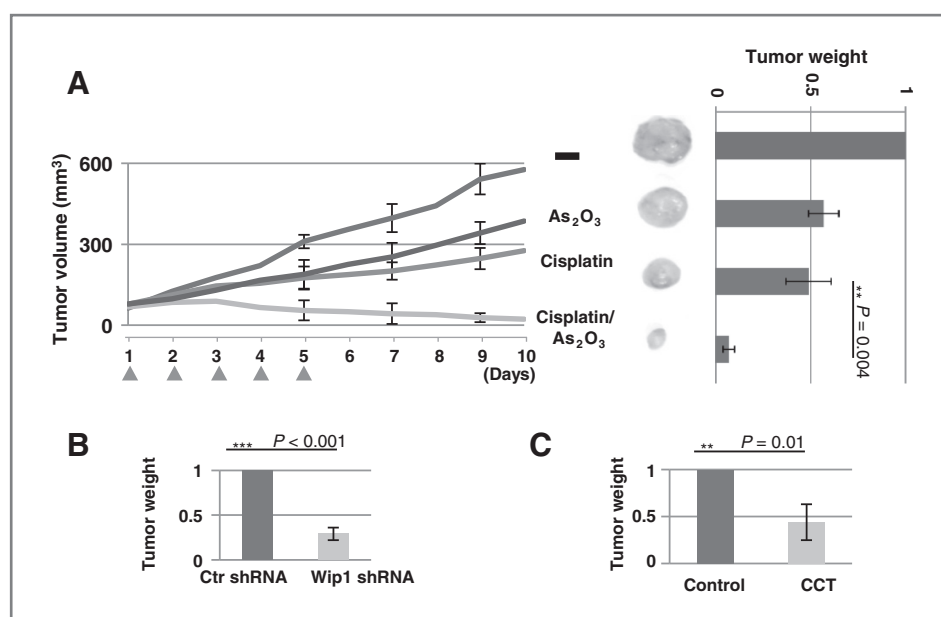 A
Tumor weight
0 0.5 1
Tumor volume (mm³)
600
300
0
As₂O₃
Cisplatin
Cisplatin/
As₂O₃
** P = 0.004
1 2 3 4 5 6 7 8 9 10
(Days)
B
*** P < 0.001
Tumor weight
1
0.5
0
Ctr shRNA Wip1 shRNA
C
** P = 0.01
Tumor weight
1
0.5
0
Control CCT